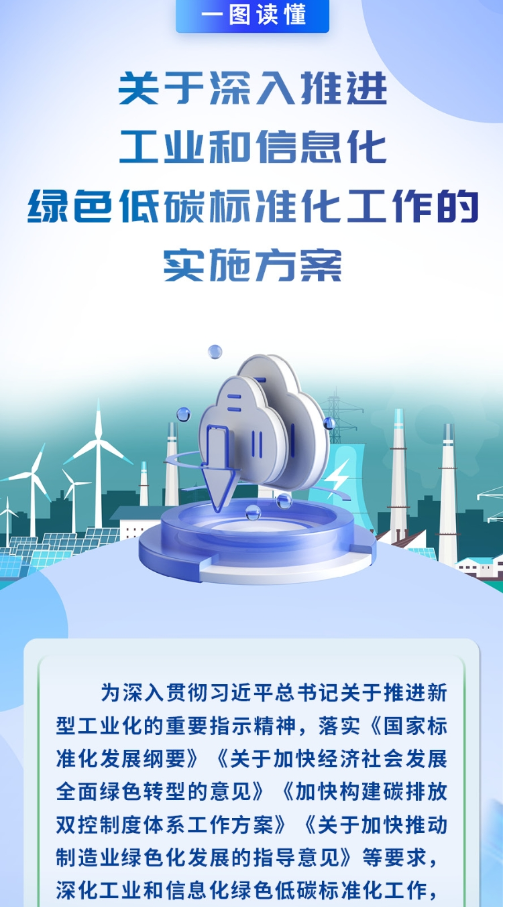 一图读懂
关于深入推进
工业和信息化
绿色低碳标准化工作的
实施方案
为深入贯彻习近平总书记关于推进新
型工业化的重要指示精神，落实《国家标
准化发展纲要》《关于加快经济社会发展
全面绿色转型的意见》《加快构建碳排放
双控制度体系工作方案》《关于加快推动
制造业绿色化发展的指导意见》等要求，
深化工业和信息化绿色低碳标准化工作，